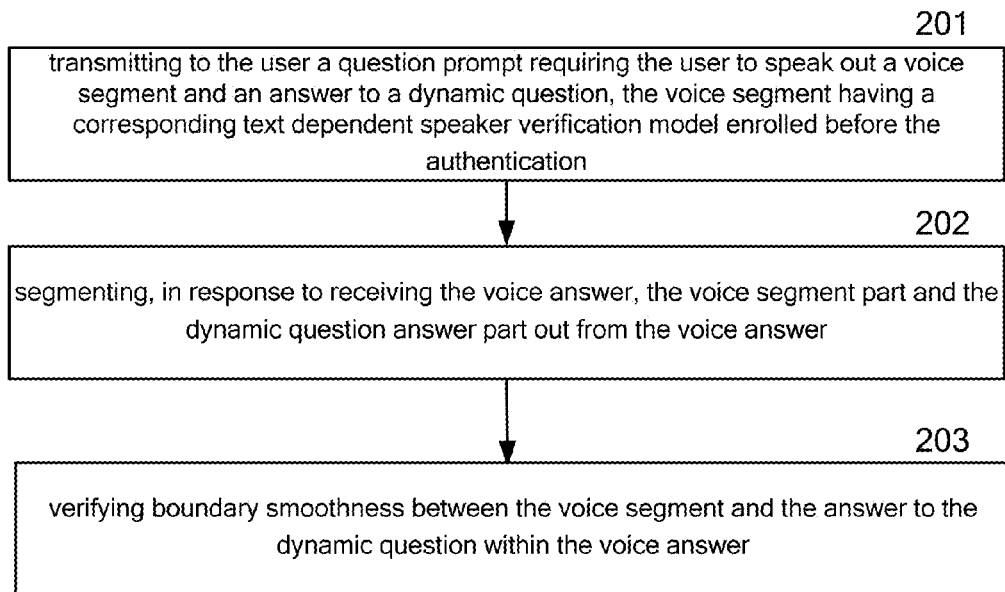 201
transmitting to the user a question prompt requiring the user to speak out a voice
segment and an answer to a dynamic question, the voice segment having a
corresponding text dependent speaker verification model enrolled before the
authentication
202
segmenting, in response to receiving the voice answer, the voice segment part and the
dynamic question answer part out from the voice answer
203
verifying boundary smoothness between the voice segment and the answer to the
dynamic question within the voice answer